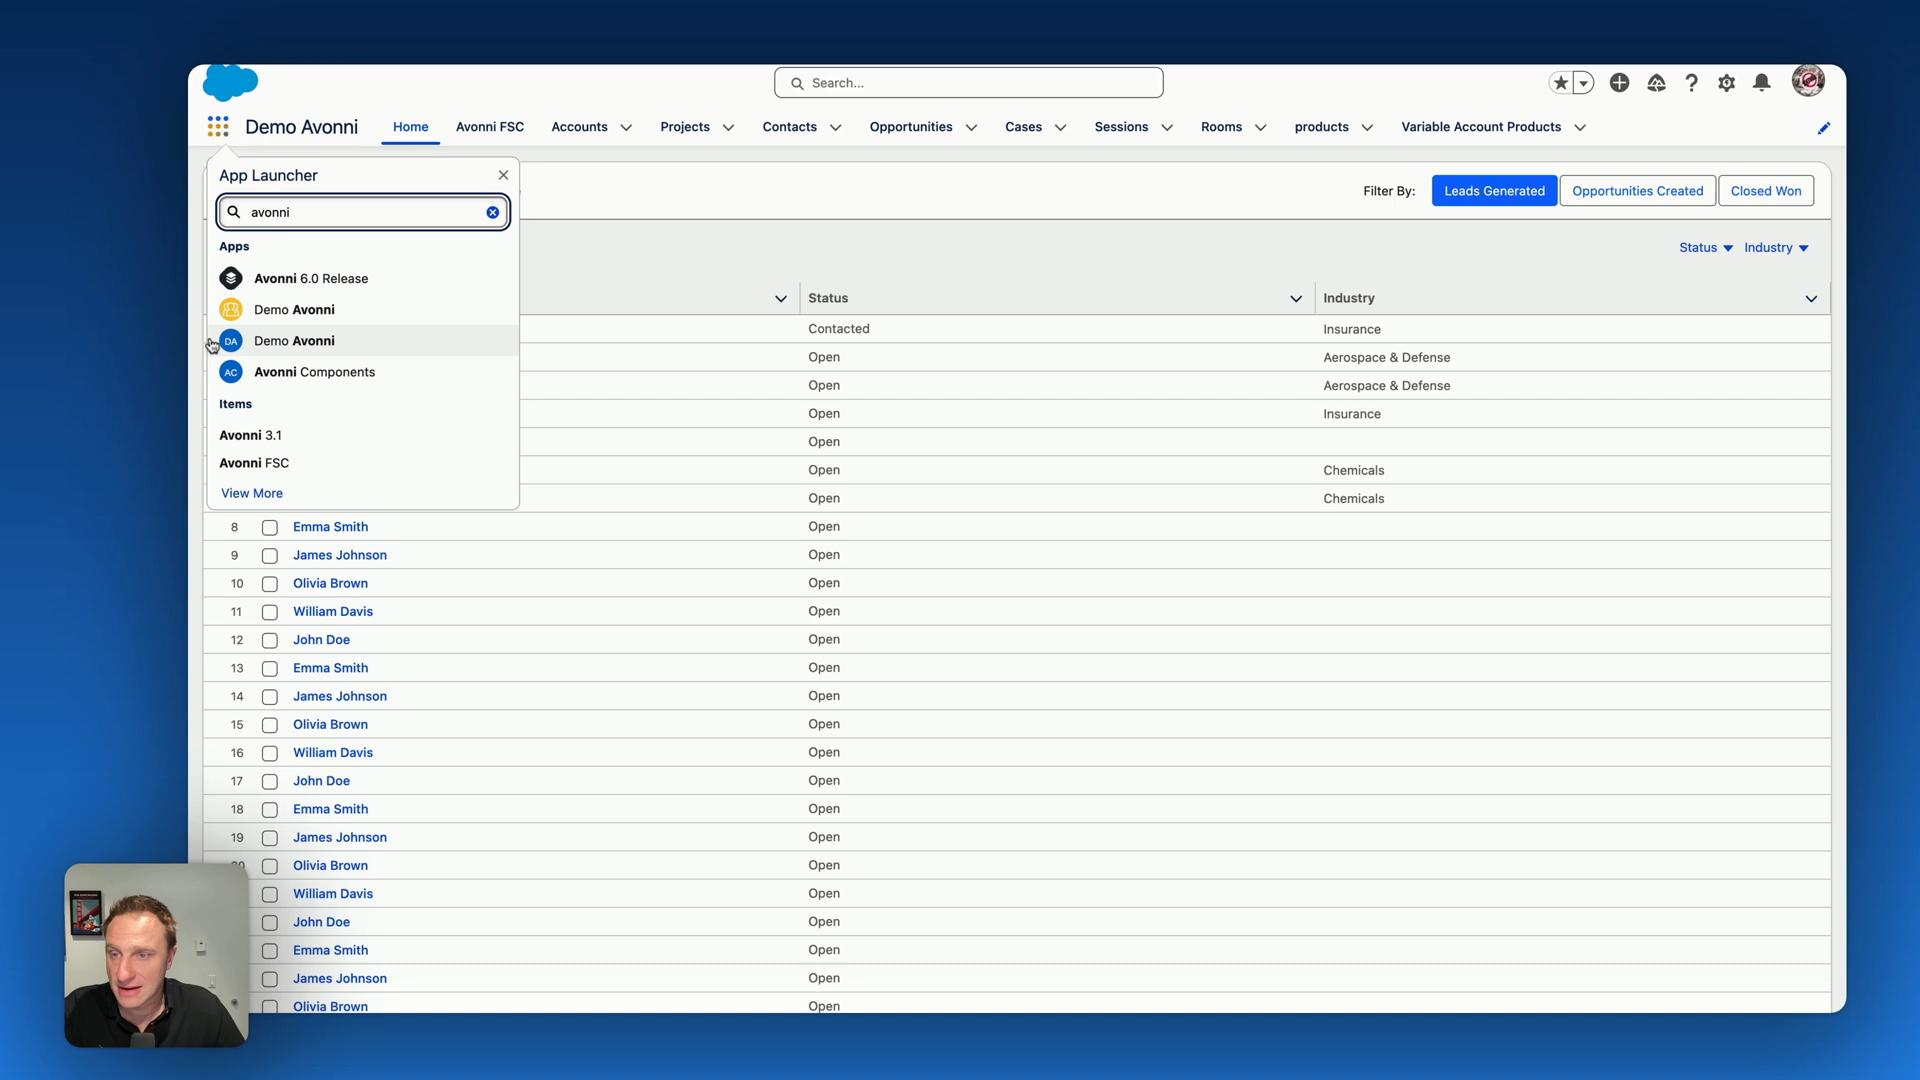 Search...
Demo Avonni
Home
Avonni FSC
Accounts
Projects
Contacts
Opportunities
Cases
Sessions
Rooms
products
Variable Account Products
App Launcher
avonni
Apps
Avonni 6.0 Release
Demo Avonni
DA Demo Avonni
AC Avonni Components
Items
Avonni 3.1
Avonni FSC
View More
Filter By:
Leads Generated
Opportunities Created
Closed Won
Status
Industry
Status
Industry
Contacted Insurance
Open Aerospace & Defense
Open Aerospace & Defense
Open Insurance
Open
Open Chemicals
Open Chemicals
8 Emma Smith Open
9 James Johnson Open
10 Olivia Brown Open
11 William Davis Open
12 John Doe Open
13 Emma Smith Open
14 James Johnson Open
15 Olivia Brown Open
16 William Davis Open
17 John Doe Open
18 Emma Smith Open
19 James Johnson Open
20 Olivia Brown Open
William Davis Open
John Doe Open
Emma Smith Open
James Johnson Open
Olivia Brown Open